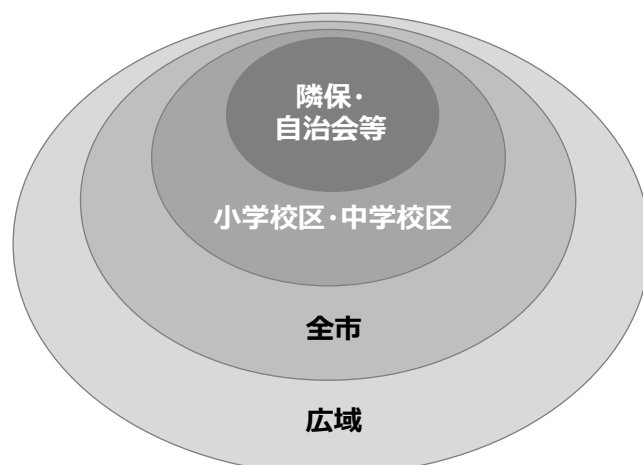 隣保・
自治会等
小学校区・中学校区
全市
広域